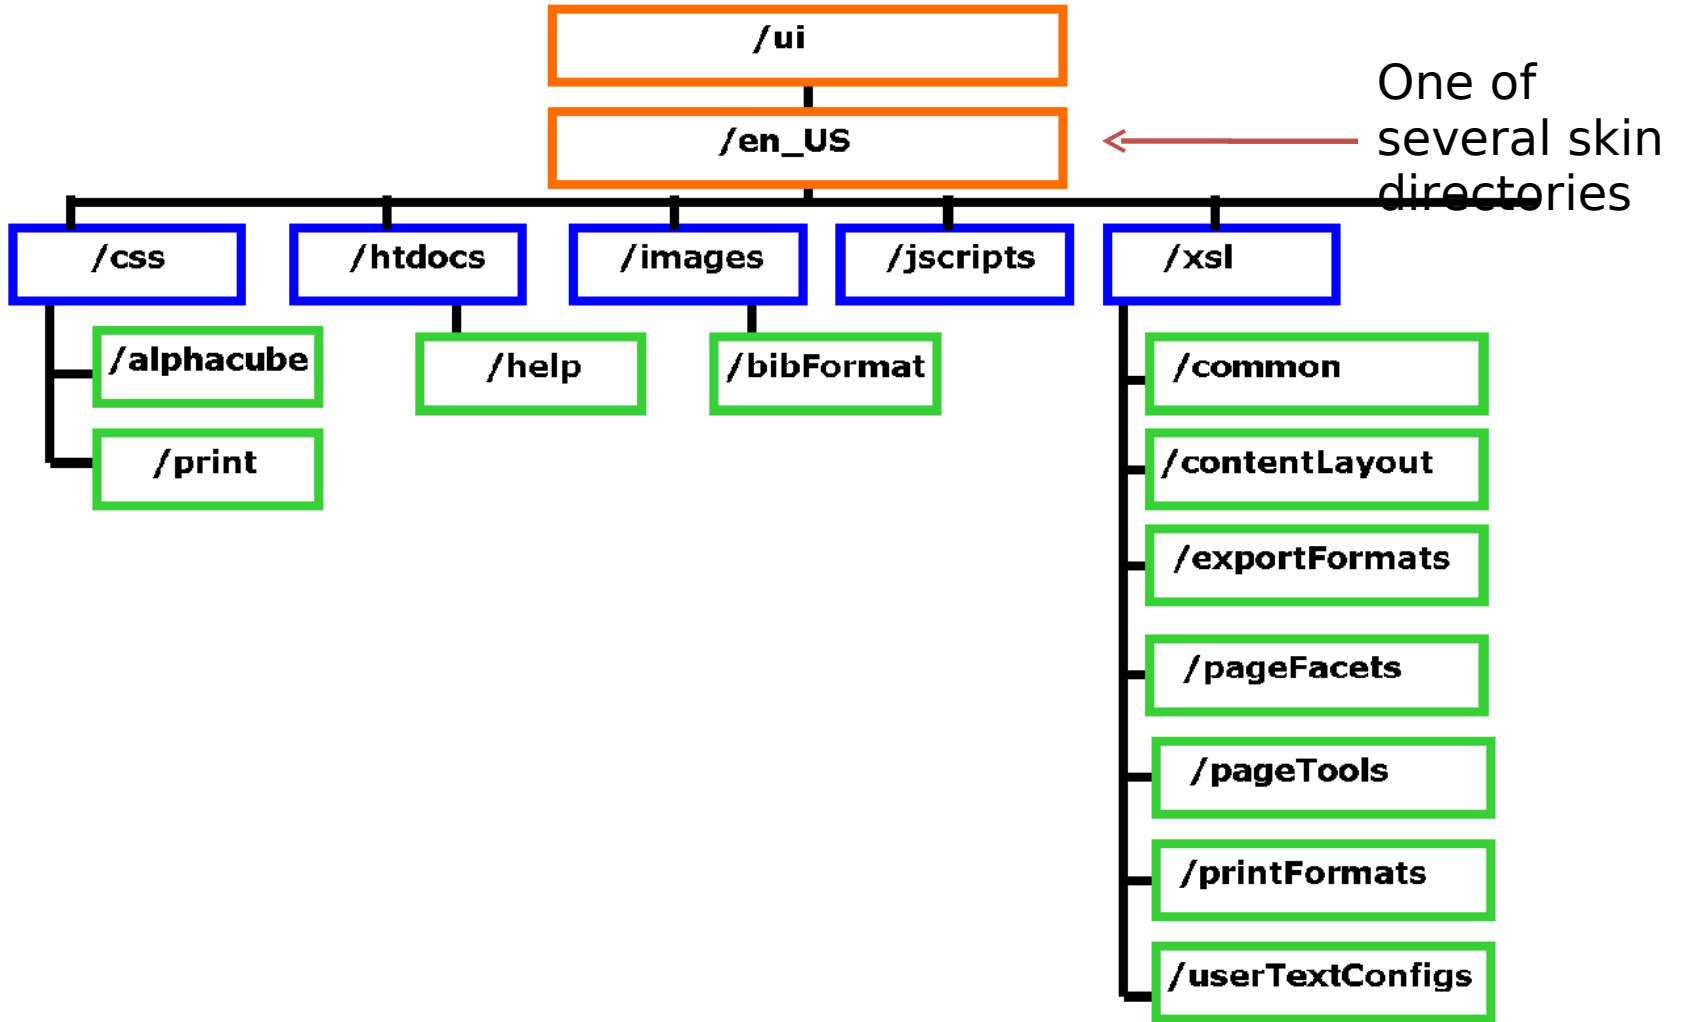 /ui
One of
several skin
directories
/en_US
/css
/htdocs
/images
/jscripts
/xsl
/alphacube
/help
/bibFormat
/common
/print
/contentLayout
/exportFormats
/pageFacets
/pageTools
/printFormats
/userTextConfigs